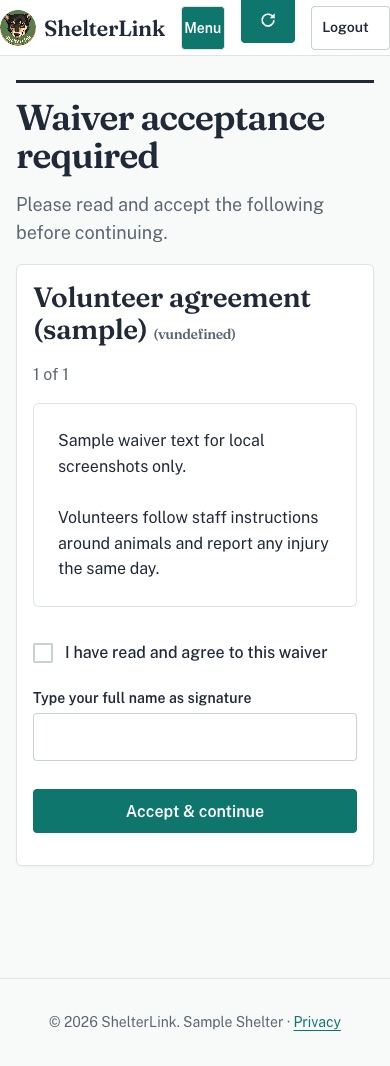 ShelterLink
Menu
Logout
Waiver acceptance
required
Please read and accept the following
before continuing.
Volunteer agreement
(sample) (vundefined)
1 of 1
Sample waiver text for local
screenshots only.
Volunteers follow staff instructions
around animals and report any injury
the same day.
I have read and agree to this waiver
Type your full name as signature
Accept & continue
© 2026 ShelterLink. Sample Shelter · Privacy